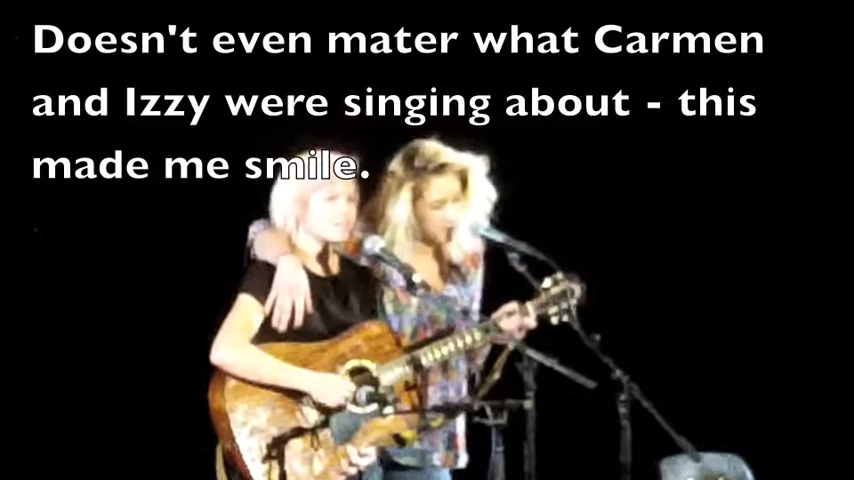 Doesn't even mater what Carmen
and Izzy were singing about - this
made me smile.